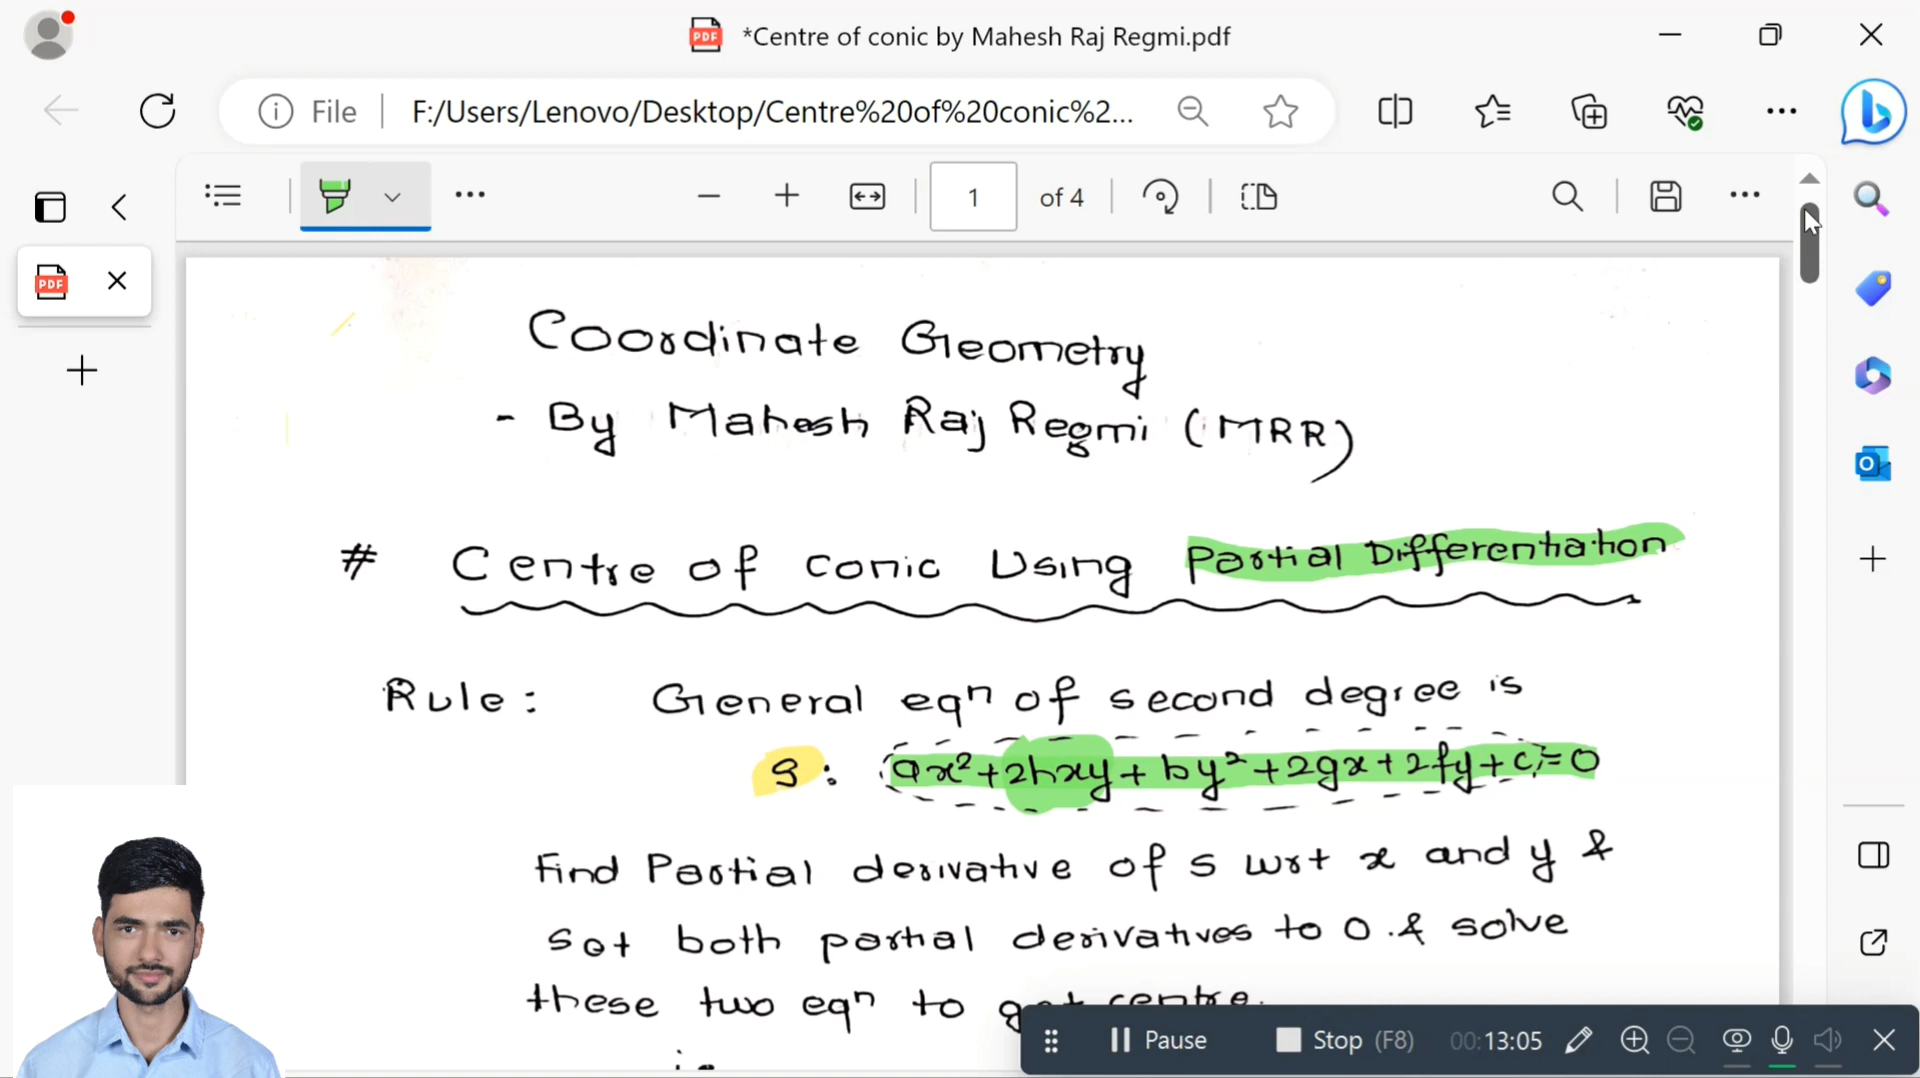 *Centre of conic by Mahesh Raj Regmi.pdf
File
F:/Users/Lenovo/Desktop/Centre%20of%20conic%2...
1 of 4
Coordinate Geometry
- By Mahesh Raj Regmi (MRR)
# Centre of conic Using Partial Differentiation
Rule: General eqⁿ of second degree is
S: ax²+2hxy+by²+2gx+2fy+c=0
Find Partial derivative of S wrt x and y &
set both partial derivatives to 0. & solve
these two eqⁿ to get centre.
Pause Stop (F8) 00:13:05